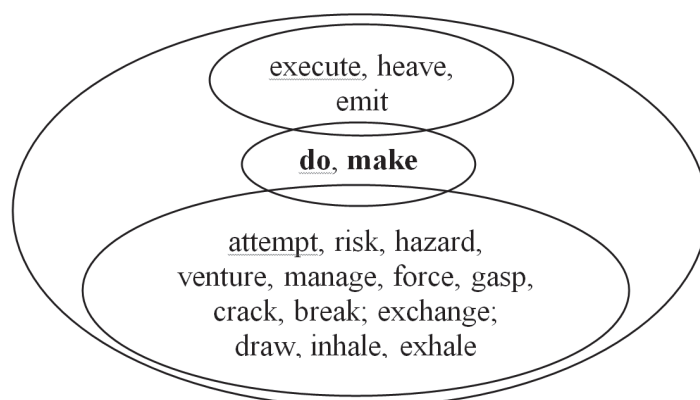 execute, heave,
emit
do, make
attempt, risk, hazard,
venture, manage, force, gasp,
crack, break; exchange;
draw, inhale, exhale